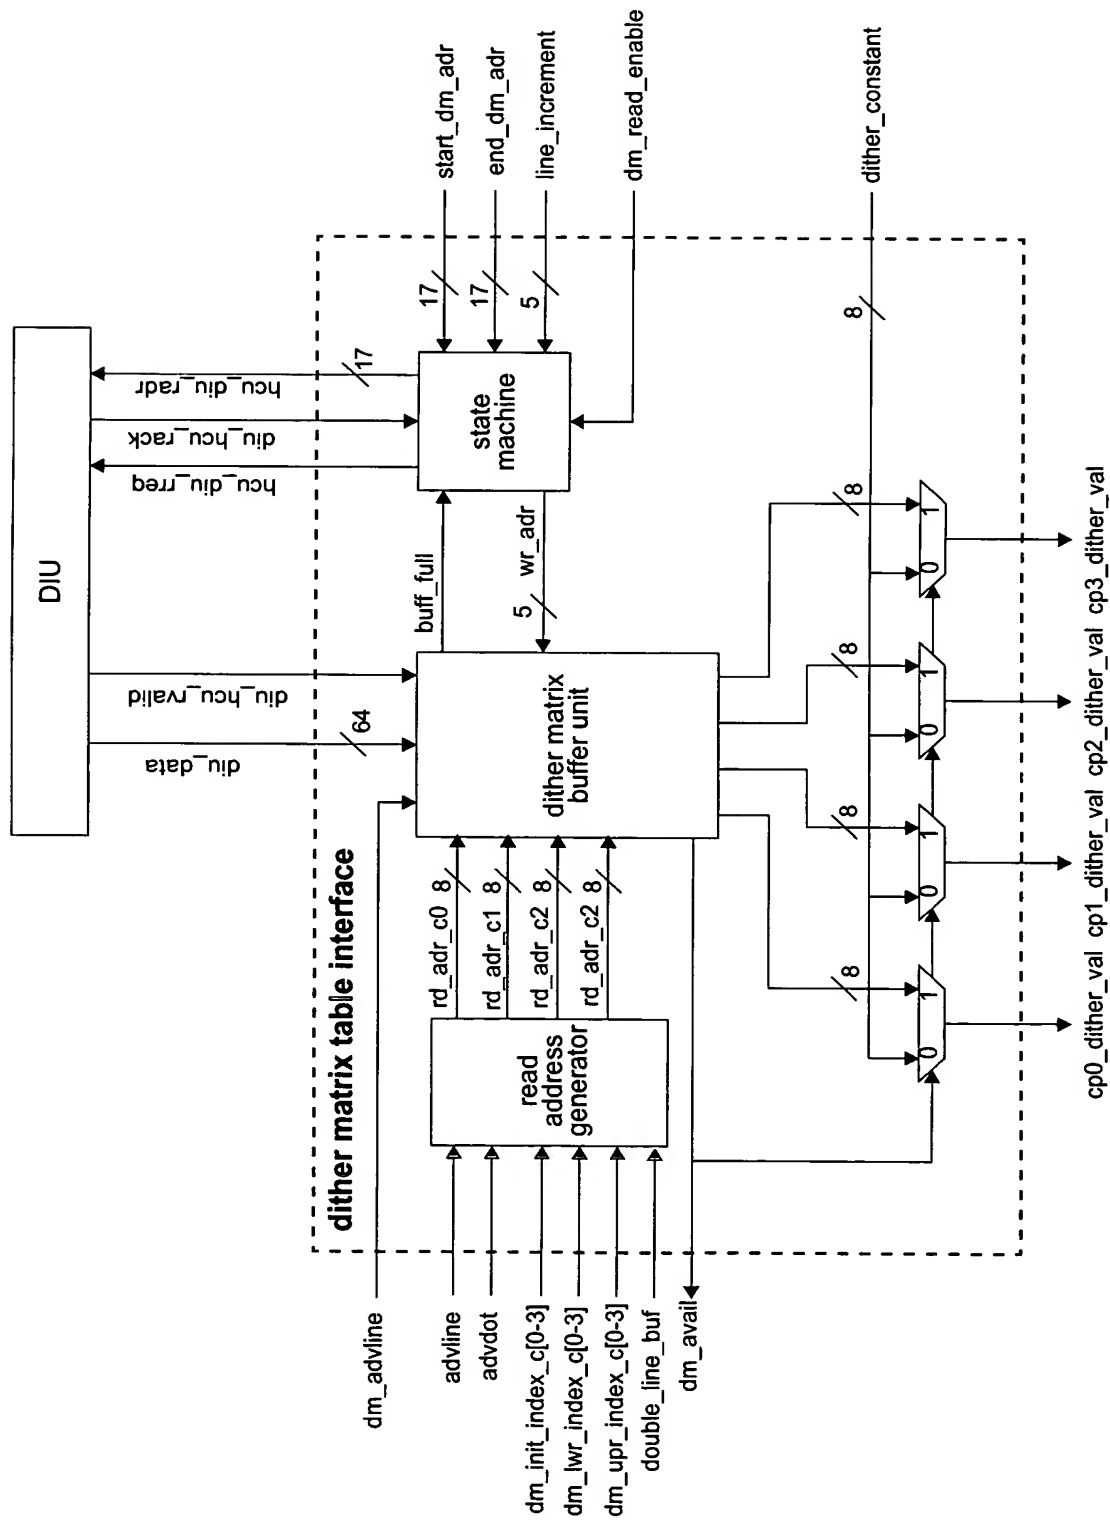 DIU
diu_data
64
diu_hcu_rvalid
hcu_diu_rreq
diu_hcu_rack
hcu_diu_radr
17
dither matrix table interface
dm_advline
advline
advdot
dm_init_index_c[0-3]
dm_lwr_index_c[0-3]
dm_upr_index_c[0-3]
double_line_buf
dm_avail
read
address
generator
rd_adr_c0
8
rd_adr_c1
8
rd_adr_c2
8
rd_adr_c2
8
dither matrix
buffer unit
buff_full
wr_adr
5
state
machine
17
start_dm_adr
17
end_dm_adr
5
line_increment
dm_read_enable
8
dither_constant
8
8
8
8
0 1
0 1
0 1
0 1
cp0_dither_val cp1_dither_val cp2_dither_val cp3_dither_val